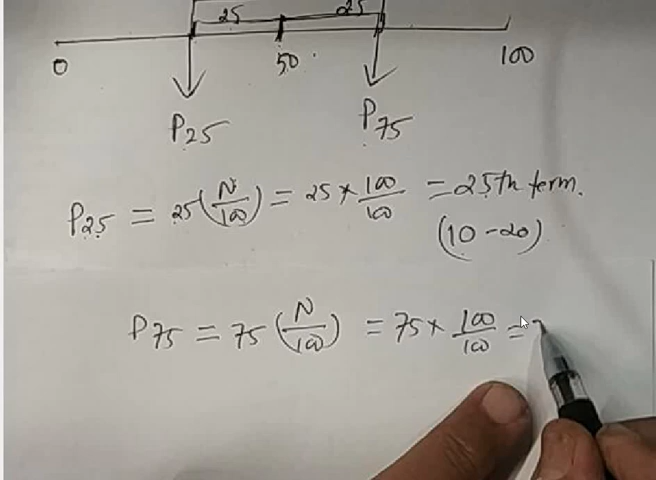 25 25
0 50 100
P25 P75
P25 = 25(N/100) = 25 * 100/100 = 25th term.
(10-20)
P75 = 75(N/100) = 75 * 100/100 =